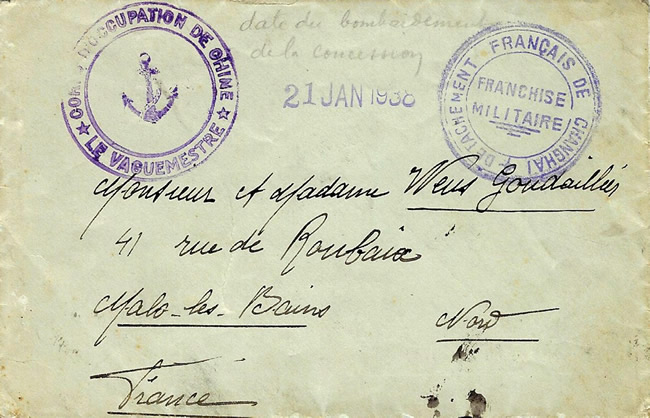 date du bombardement
de la concession
CORPS D'OCCUPATION DE CHINE
★ LE VAGUEMESTRE ★
21 JAN 1938
DETACHEMENT FRANÇAIS DE CHANGHAI
FRANCHISE
MILITAIRE
Monsieur et Madame Wens Goudaillier
41 rue de Roubaix
Malo-les-Bains Nord
France